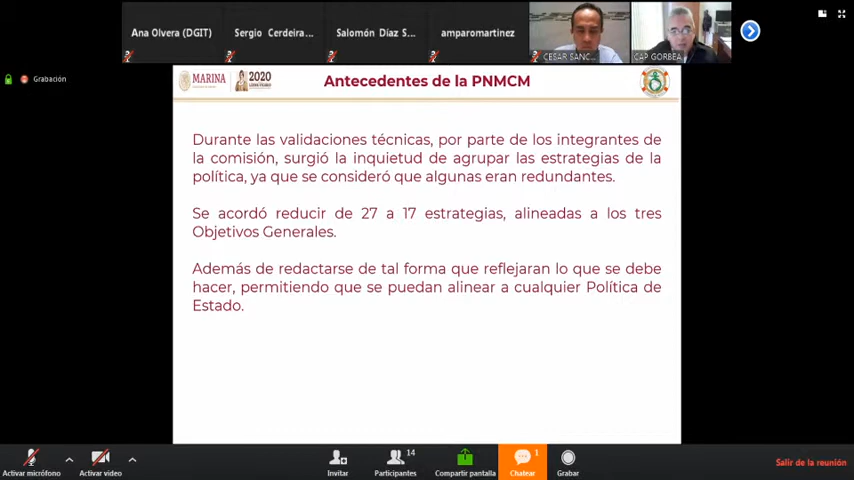 Ana Olvera (DGIT)
Sergio Cerdeira...
Salomón Díaz S...
amparomartinez
CESAR SANC...
CAP GORBEA
Grabación
MARINA
2020
Antecedentes de la PNMCM
Durante las validaciones técnicas, por parte de los integrantes de
la comisión, surgió la inquietud de agrupar las estrategias de la
política, ya que se consideró que algunas eran redundantes.
Se acordó reducir de 27 a 17 estrategias, alineadas a los tres
Objetivos Generales.
Además de redactarse de tal forma que reflejaran lo que se debe
hacer, permitiendo que se puedan alinear a cualquier Política de
Estado.
Activar micrófono
Activar video
Invitar
14
Participantes
Compartir pantalla
1
Chatear
Grabar
Salir de la reunión